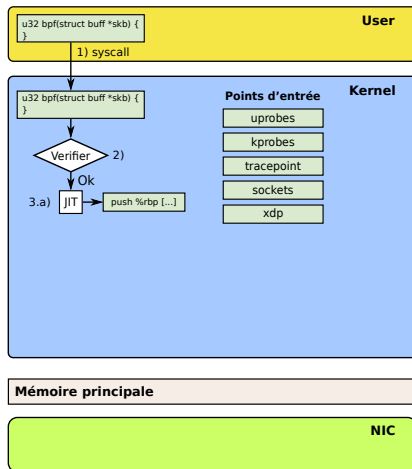 User
u32 bpf(struct buff *skb) {
}
1) syscall
Kernel
u32 bpf(struct buff *skb) {
}
Verifier
2)
Ok
3.a)
JIT
push %rbp [...]
Points d'entrée
uprobes
kprobes
tracepoint
sockets
xdp
Mémoire principale
NIC